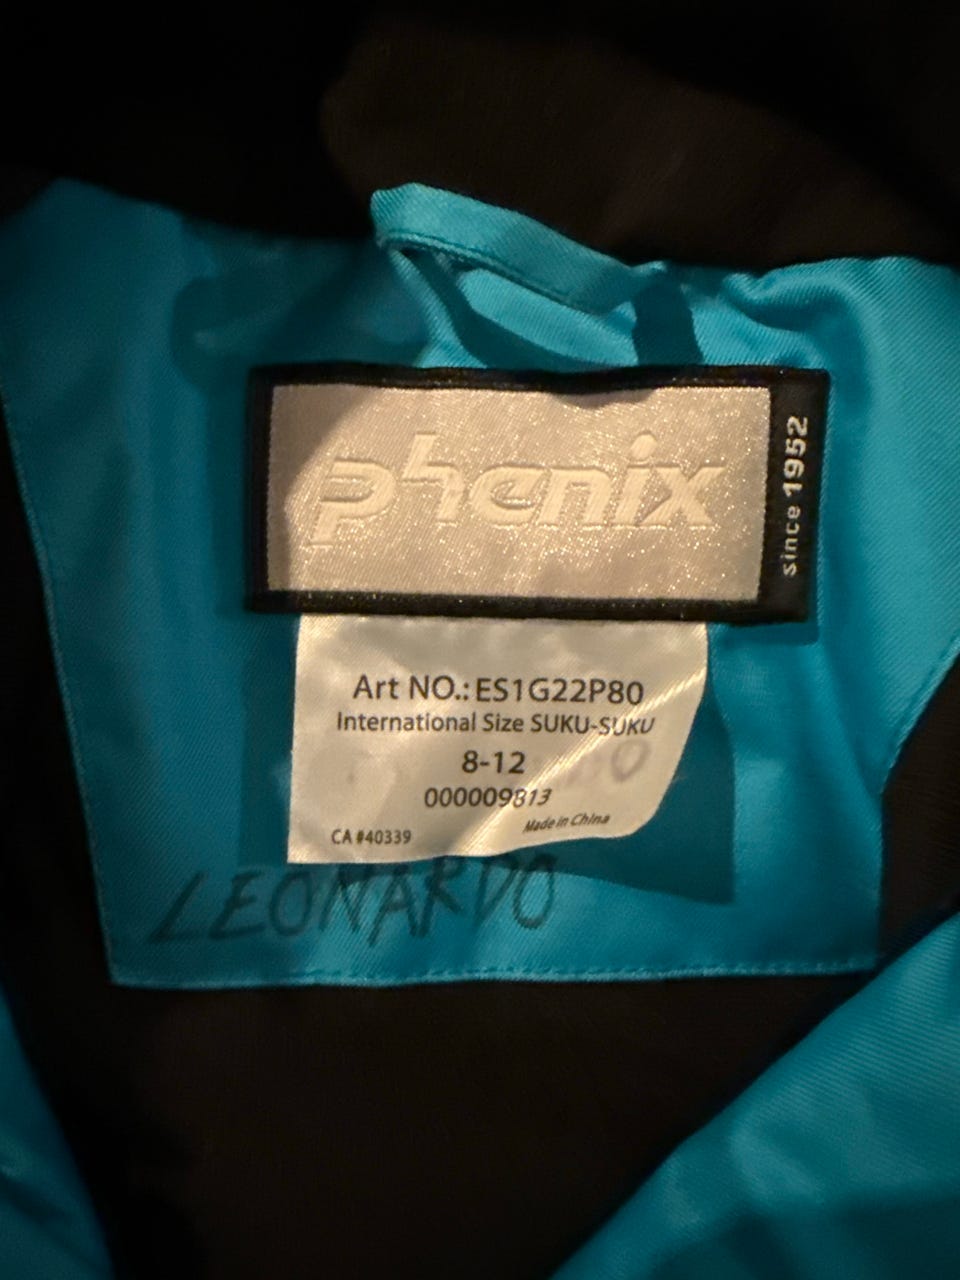 phenix
since 1952
Art NO.: ES1G22P80
International Size SUKU-SUKU
8-12
000009813
CA #40339
Made in China
LEONARDO